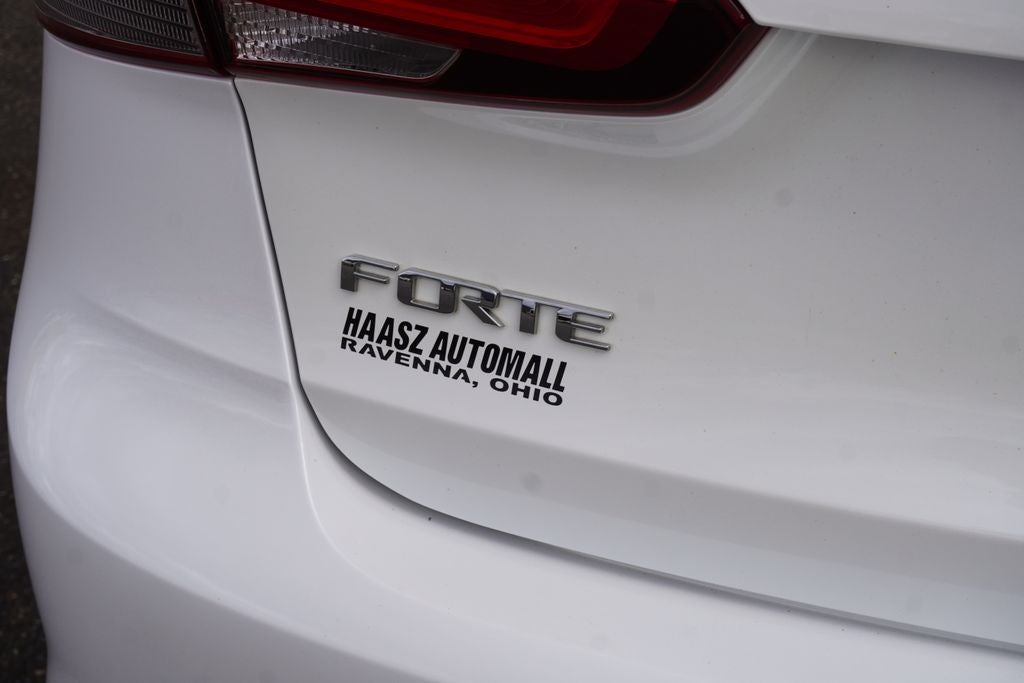 FORTE
HAASZ AUTOMALL
RAVENNA, OHIO